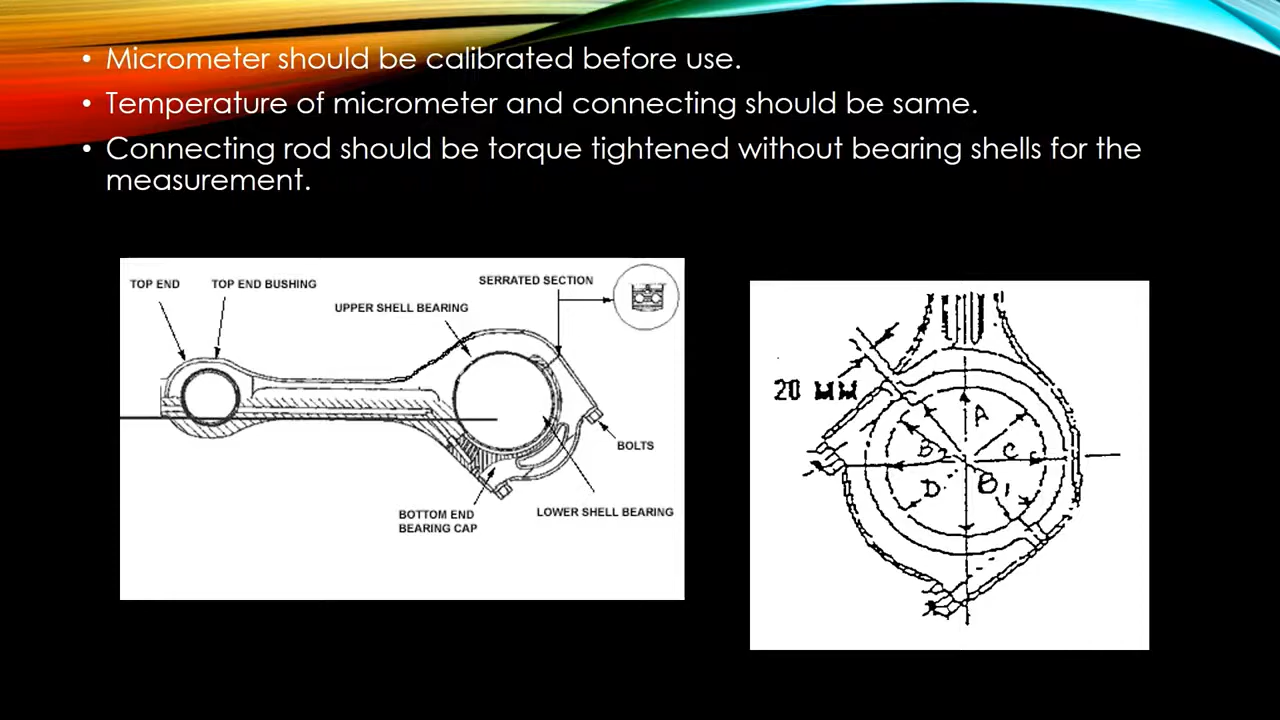 • Micrometer should be calibrated before use.
• Temperature of micrometer and connecting should be same.
• Connecting rod should be torque tightened without bearing shells for the
measurement.
TOP END
TOP END BUSHING
SERRATED SECTION
UPPER SHELL BEARING
BOLTS
BOTTOM END
BEARING CAP
LOWER SHELL BEARING
20 MM
A
B2
C
D
B1